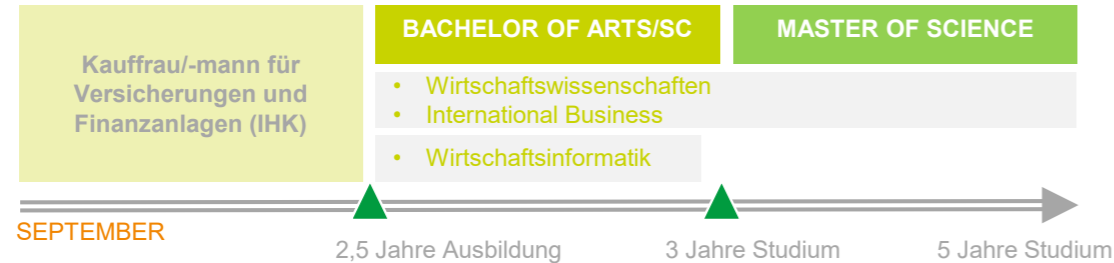 Kauffrau/-mann für
Versicherungen und
Finanzanlagen (IHK)
BACHELOR OF ARTS/SC
MASTER OF SCIENCE
• Wirtschaftswissenschaften
• International Business
• Wirtschaftsinformatik
SEPTEMBER
2,5 Jahre Ausbildung
3 Jahre Studium
5 Jahre Studium